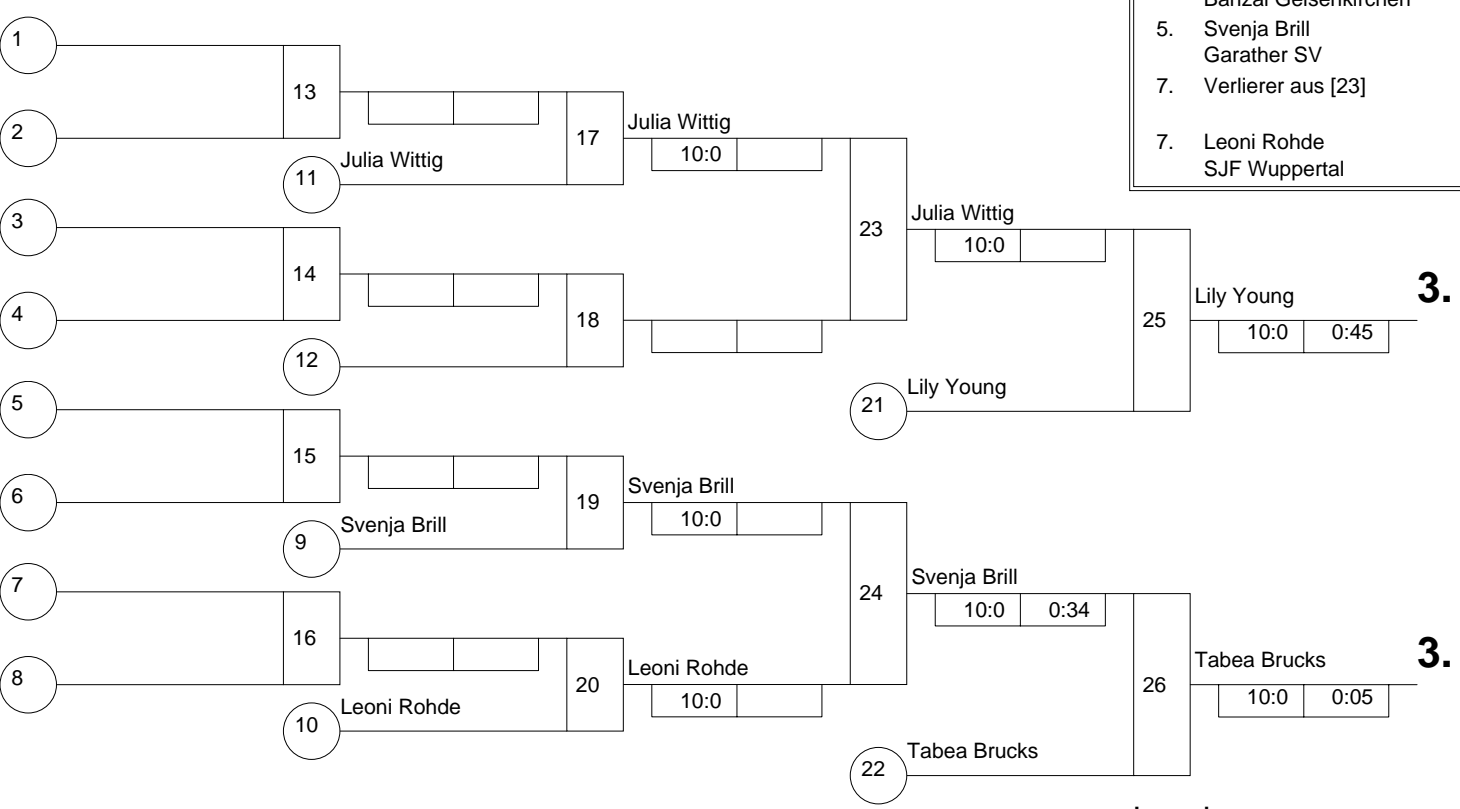 Banzai Gelsenkirchen
5. Svenja Brill
Garather SV
7. Verlierer aus [23]
7. Leoni Rohde
SJF Wuppertal
1
2
13
17
Julia Wittig
10:0
11
Julia Wittig
3
4
14
18
12
23
Julia Wittig
10:0
25
Lily Young
10:0 0:45
3.
21
Lily Young
5
6
15
19
Svenja Brill
10:0
9
Svenja Brill
7
8
16
20
Leoni Rohde
10:0
10
Leoni Rohde
24
Svenja Brill
10:0 0:34
26
Tabea Brucks
10:0 0:05
3.
22
Tabea Brucks